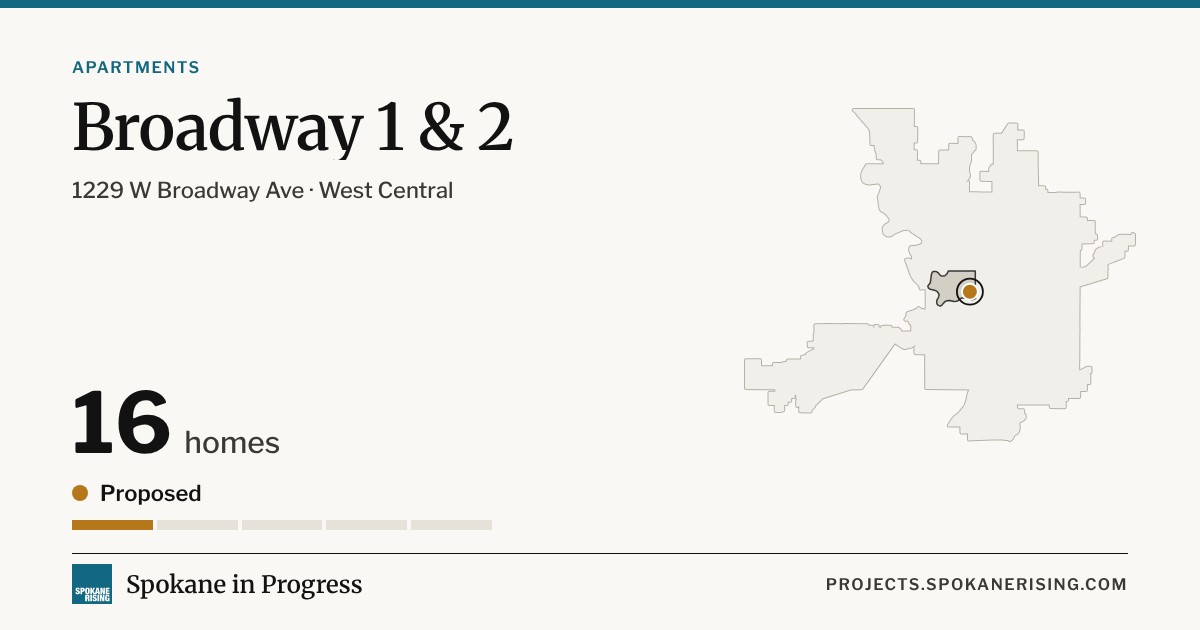 APARTMENTS
Broadway 1 & 2
1229 W Broadway Ave · West Central
16 homes
Proposed
SPOKANE
RISING
Spokane in Progress
PROJECTS.SPOKANERISING.COM